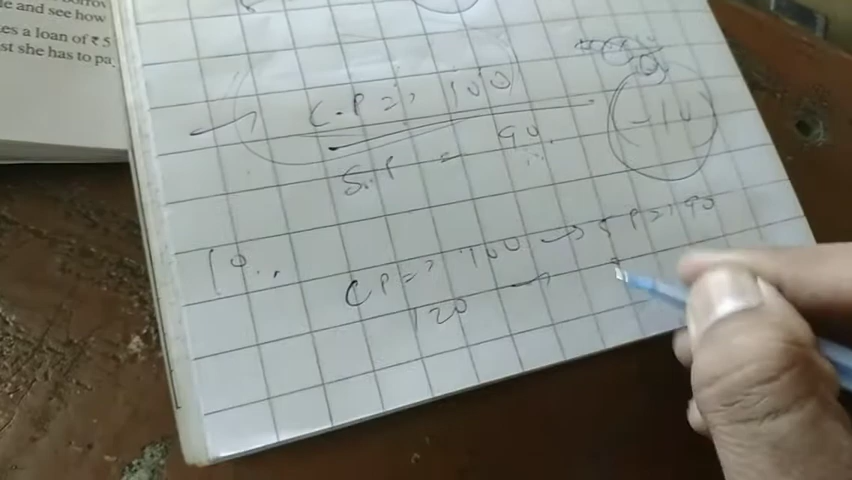 and see how
es a loan of ₹ 5
st she has to pa
C.P => 100
S.P = 90.
-10
10..
CP => 100 → SP => 90
120 →